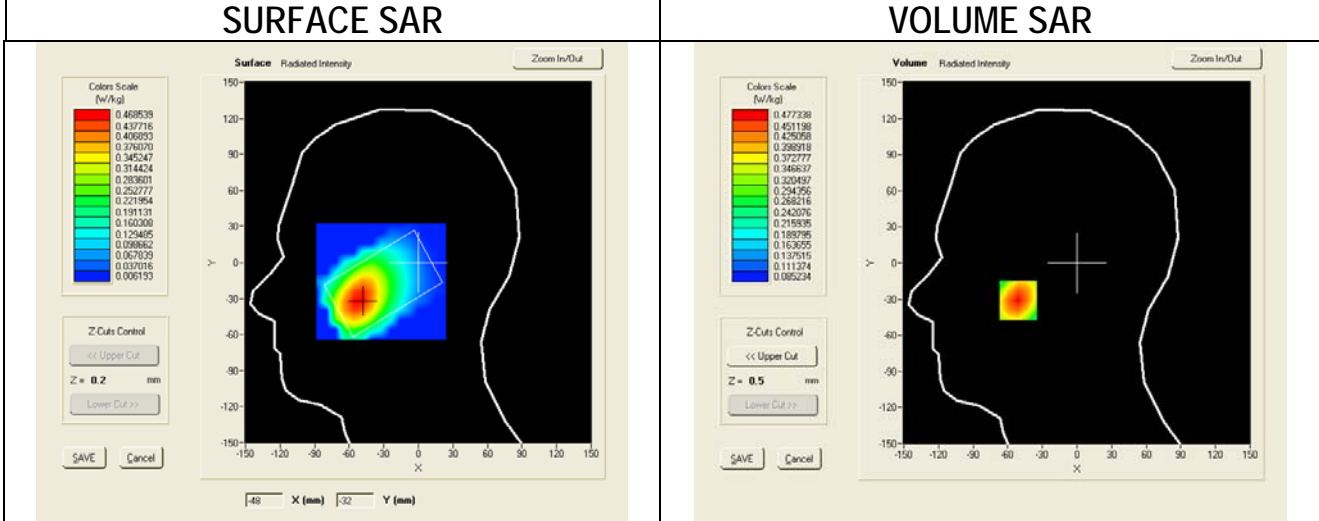 SURFACE SAR
VOLUME SAR
Surface Radiated Intensity
Zoom In/Out
Colors Scale
(W/kg)
0.468539
0.437716
0.406893
0.376070
0.345247
0.314424
0.283601
0.252777
0.221954
0.191131
0.160308
0.129485
0.098662
0.067839
0.037016
0.006193
Z-Cuts Control
<< Upper Cut
Z = 0.2 mm
Lower Cut >>
SAVE Cancel
150
120
90
60
30
0
-30
-60
-90
-120
-150
Y
-150 -120 -90 -60 -30 0 30 60 90 120 150
X
-48 X (mm) -32 Y (mm)
Volume Radiated Intensity
Zoom In/Out
Colors Scale
(W/kg)
0.477338
0.451198
0.425058
0.398918
0.372777
0.346637
0.320497
0.294356
0.268216
0.242076
0.215935
0.189795
0.163655
0.137515
0.111374
0.085234
Z-Cuts Control
<< Upper Cut
Z = 0.5 mm
Lower Cut >>
SAVE Cancel
150
120
90
60
30
0
-30
-60
-90
-120
-150
Y
-150 -120 -90 -60 -30 0 30 60 90 120 150
X